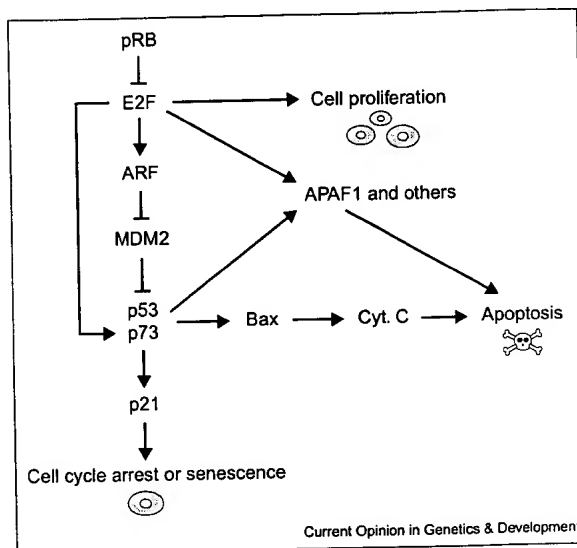 pRB
E2F
Cell proliferation
ARF
APAF1 and others
MDM2
p53
p73
Bax
Cyt. C
Apoptosis
p21
Cell cycle arrest or senescence
Current Opinion in Genetics & Development